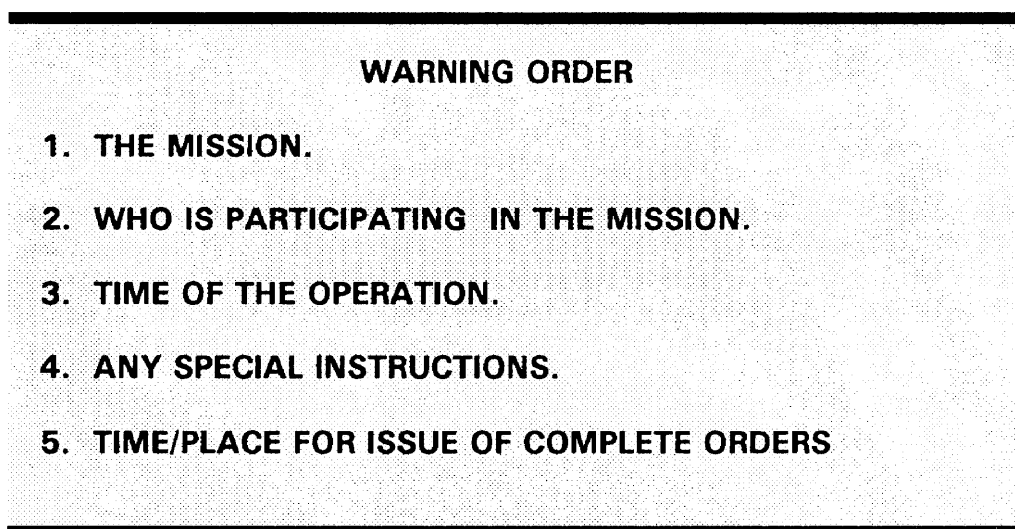 WARNING ORDER
1. THE MISSION.
2. WHO IS PARTICIPATING IN THE MISSION.
3. TIME OF THE OPERATION.
4. ANY SPECIAL INSTRUCTIONS.
5. TIME/PLACE FOR ISSUE OF COMPLETE ORDERS